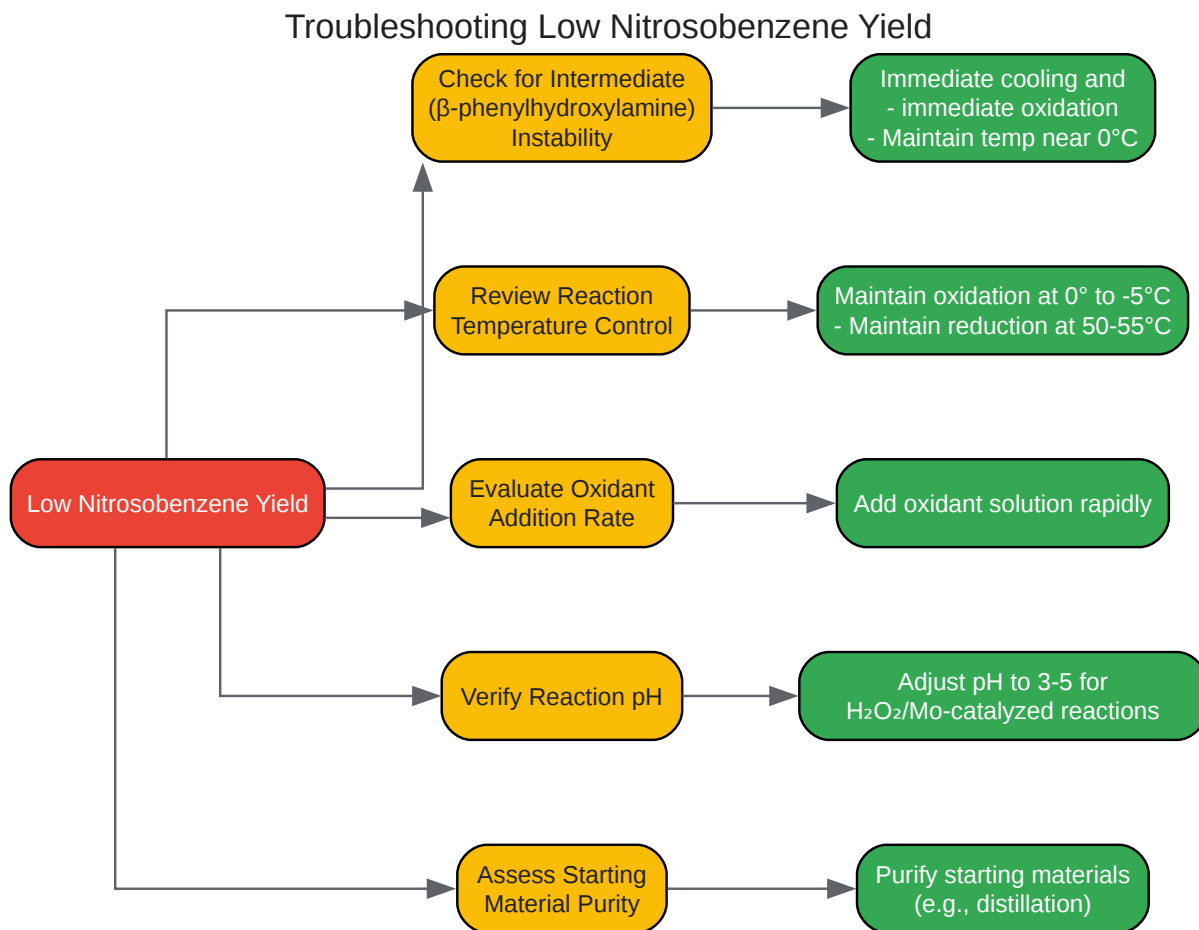 Troubleshooting Low Nitrosobenzene Yield
Check for Intermediate
(β-phenylhydroxylamine)
Instability
Immediate cooling and
- immediate oxidation
- Maintain temp near 0°C
Review Reaction
Temperature Control
Maintain oxidation at 0° to -5°C
- Maintain reduction at 50-55°C
Low Nitrosobenzene Yield
Evaluate Oxidant
Addition Rate
Add oxidant solution rapidly
Verify Reaction pH
Adjust pH to 3-5 for
H₂O₂/Mo-catalyzed reactions
Assess Starting
Material Purity
Purify starting materials
(e.g., distillation)